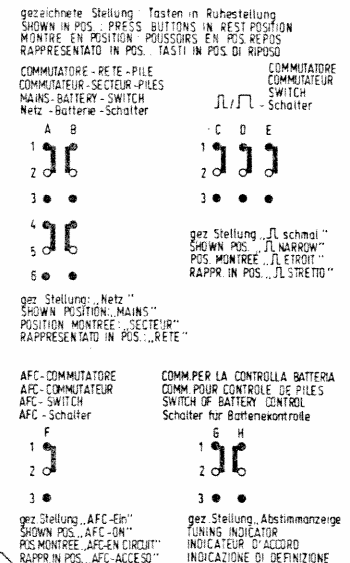 gezeichnete Stellung: Tasten in Ruhestellung
SHOWN IN POS.: PRESS BUTTONS IN REST POSITION
MONTRE EN POSITION: POUSSOIRS EN POS. REPOS
RAPPRESENTATO IN POS.: TASTI IN POS. DI RIPOSO
COMMUTATORE-RETE-PILE
COMMUTATEUR-SECTEUR-PILES
MAINS-BATTERY-SWITCH
Netz-Batterie-Schalter
A B
1
2
3
4
5
6
gez Stellung: „Netz"
SHOWN POSITION: „MAINS"
POSITION MONTREE: „SECTEUR"
RAPPRESENTATO IN POS.: „RETE"
COMMUTATORE
COMMUTATEUR
SWITCH
/ - Schalter
C D E
1
2
3
gez Stellung „ schmal"
SHOWN POS. „ NARROW"
POS. MONTREE „ ETROIT"
RAPPR. IN POS. „ STRETTO"
AFC-COMMUTATORE
AFC-COMMUTATEUR
AFC-SWITCH
AFC-Schalter
F
1
2
3
gez. Stellung „AFC-Ein"
SHOWN POS. „AFC-ON"
POS. MONTREE „AFC-EN CIRCUIT"
RAPPR. IN POS. „AFC-ACCESO"
COMM. PER LA CONTROLLA BATTERIA
COMM. POUR CONTROLE DE PILES
SWITCH OF BATTERY CONTROL
Schalter für Batteriekontrolle
G H
1
2
3
gez. Stellung „Abstimmanzeige
TUNING INDICATOR
INDICATEUR D'ACCORD
INDICAZIONE DI DEFINIZIONE